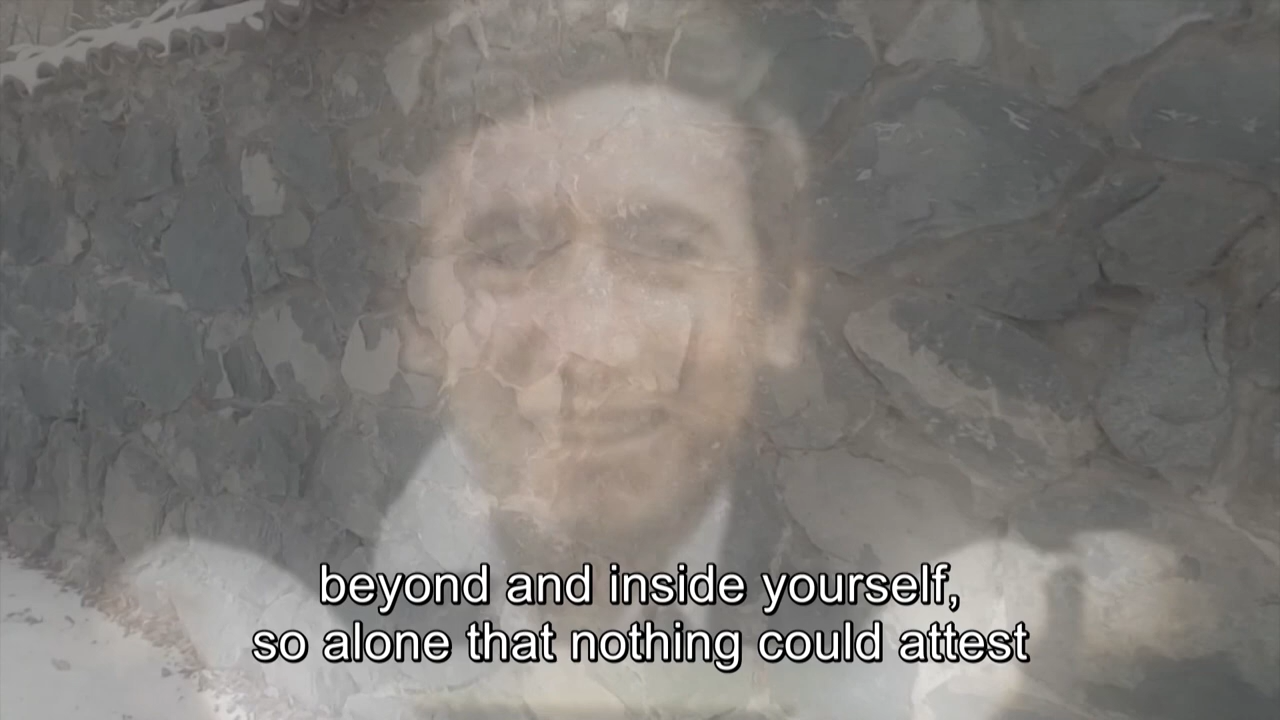 beyond and inside yourself,
so alone that nothing could attest